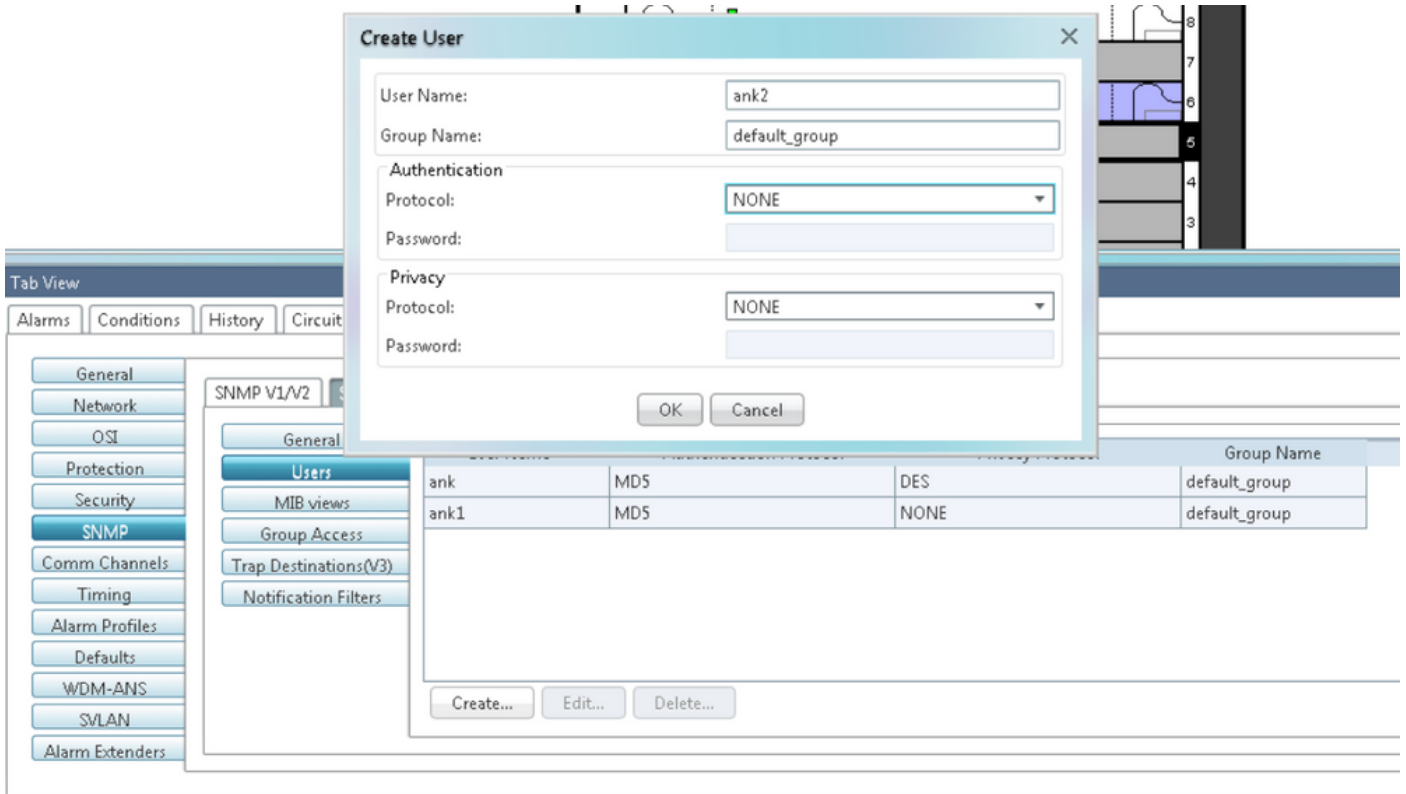 Create User
User Name: ank2
Group Name: default_group
Authentication
Protocol: NONE
Password:
Privacy
Protocol: NONE
Password:
OK Cancel
8
7
6
5
4
3
Tab View
Alarms Conditions History Circuit
General
Network
OSI
Protection
Security
SNMP
Comm Channels
Timing
Alarm Profiles
Defaults
WDM-ANS
SVLAN
Alarm Extenders
SNMP V1/V2
General
Users
MIB views
Group Access
Trap Destinations(V3)
Notification Filters
Group Name
ank MD5 DES default_group
ank1 MD5 NONE default_group
Create... Edit... Delete...